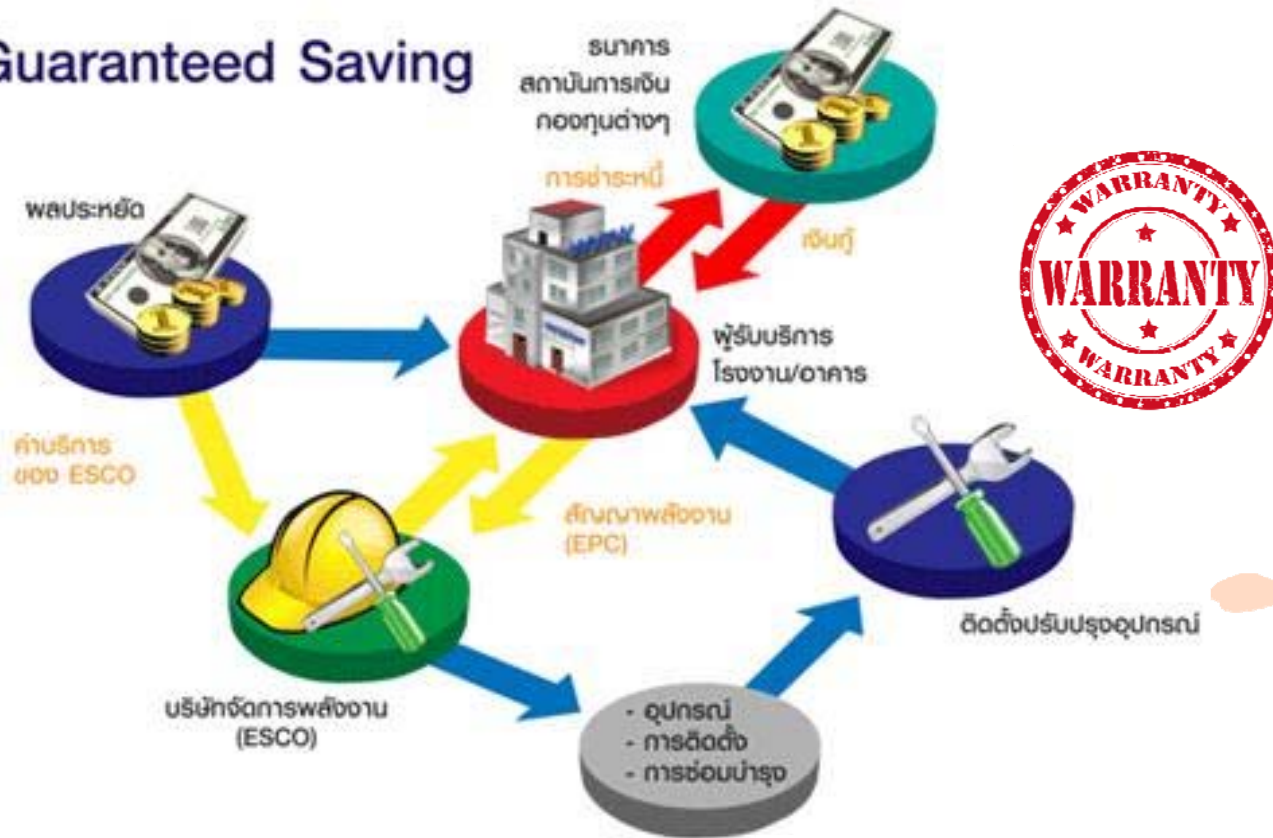 Guaranteed Saving
ธนาคาร
สถาบันการเงิน
กองทุนต่างๆ
การชำระหนี้
เงินกู้
ผลประหยัด
ผู้รับบริการ
โรงงาน/อาคาร
WARRANTY
WARRANTY
WARRANTY
ค่าบริการ
ของ ESCO
สัญญาพลังงาน
(EPC)
ติดตั้งปรับปรุงอุปกรณ์
บริษัทจัดการพลังงาน
(ESCO)
- อุปกรณ์
- การติดตั้ง
- การซ่อมบำรุง